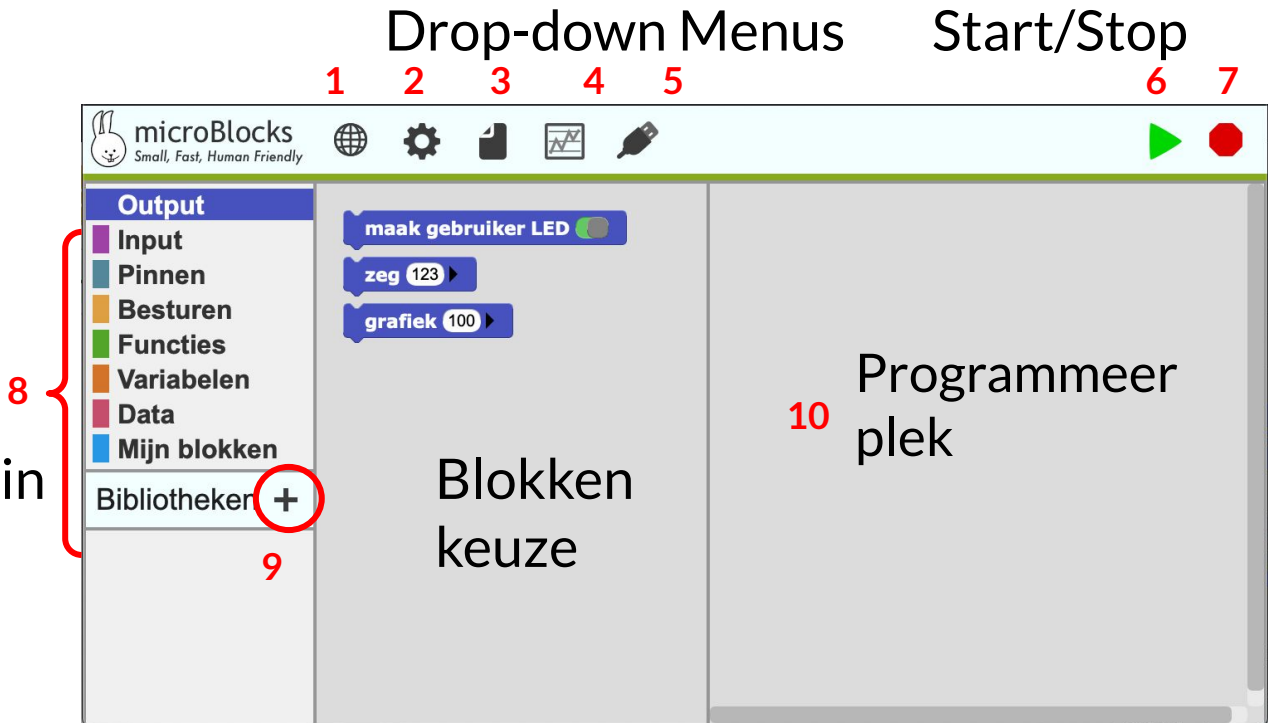 Drop-down Menus Start/Stop
1 2 3 4 5 6 7
microBlocks
Small, Fast, Human Friendly
Output
Input
Pinnen
Besturen
Functies
Variabelen
Data
Mijn blokken
8
in
Bibliotheken +
9
maak gebruiker LED
zeg 123
grafiek 100
Blokken
keuze
10
Programmeer
plek